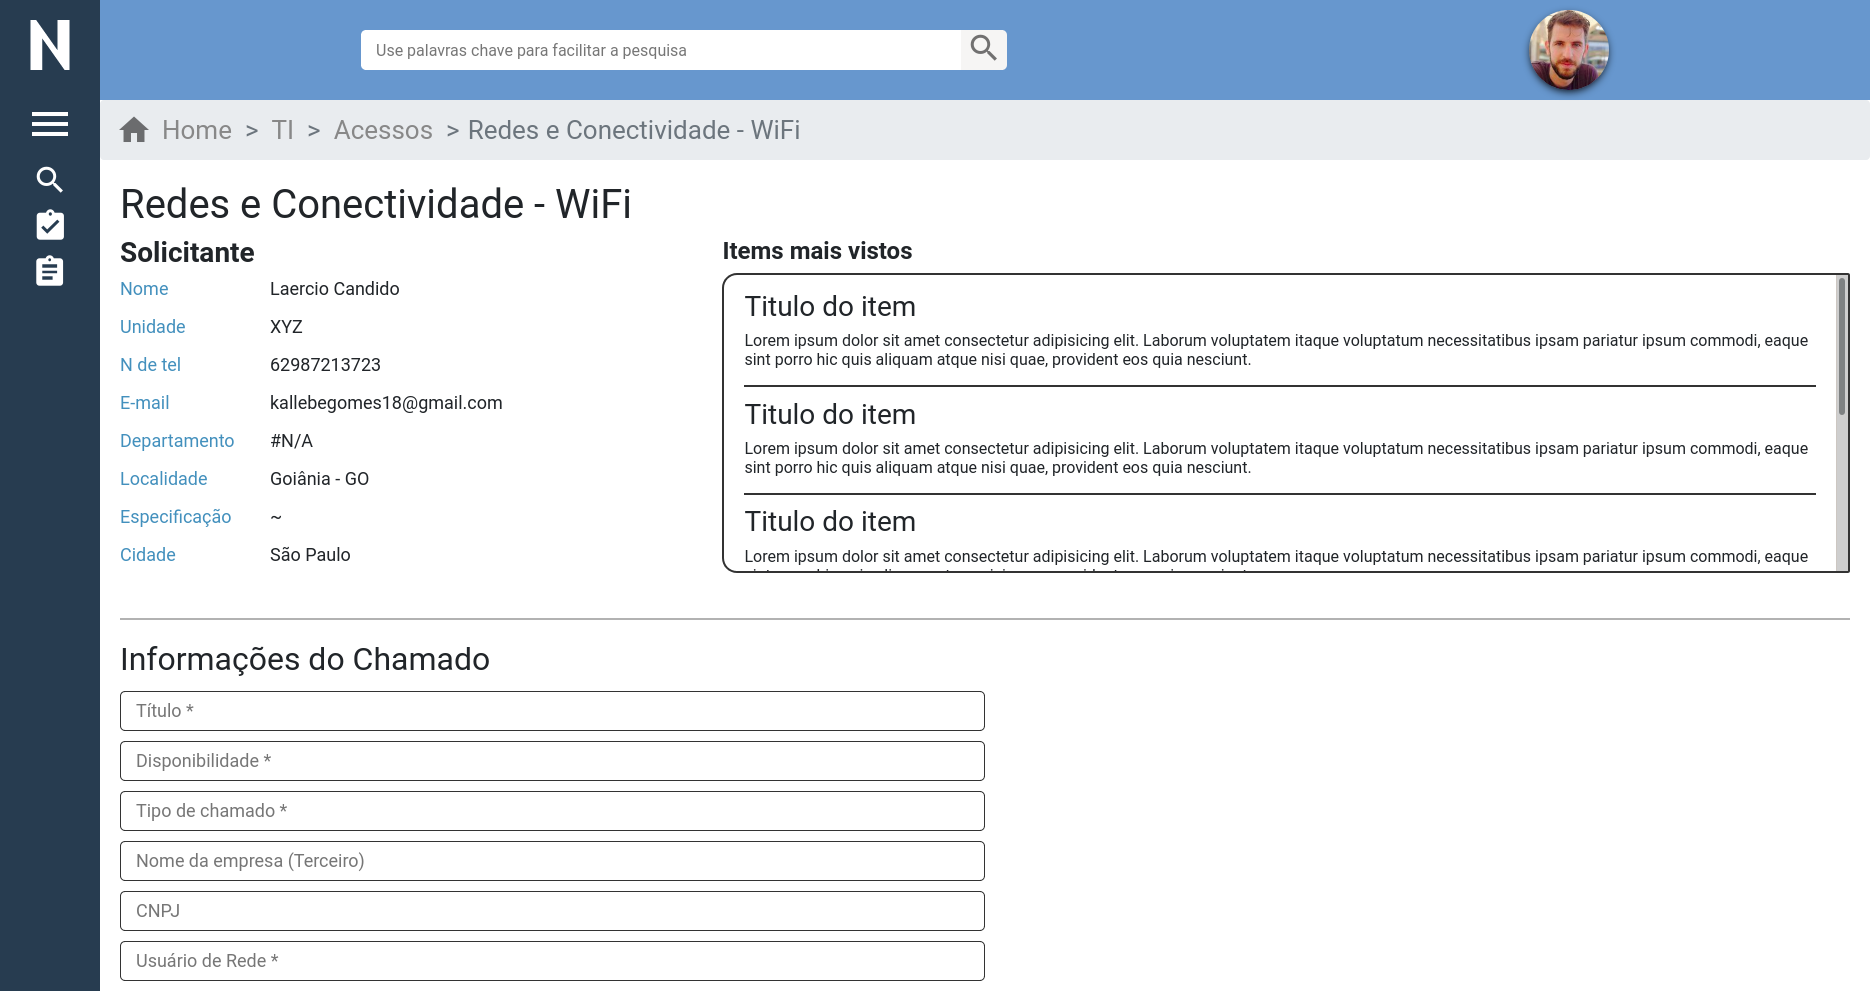 N
Use palavras chave para facilitar a pesquisa
Home > TI > Acessos > Redes e Conectividade - WiFi
Redes e Conectividade - WiFi
Solicitante
Nome Laercio Candido
Unidade XYZ
N de tel 62987213723
E-mail kallebegomes18@gmail.com
Departamento #N/A
Localidade Goiânia - GO
Especificação ~
Cidade São Paulo
Items mais vistos
Titulo do item
Lorem ipsum dolor sit amet consectetur adipisicing elit. Laborum voluptatem itaque voluptatum necessitatibus ipsam pariatur ipsum commodi, eaque
sint porro hic quis aliquam atque nisi quae, provident eos quia nesciunt.
Titulo do item
Lorem ipsum dolor sit amet consectetur adipisicing elit. Laborum voluptatem itaque voluptatum necessitatibus ipsam pariatur ipsum commodi, eaque
sint porro hic quis aliquam atque nisi quae, provident eos quia nesciunt.
Titulo do item
Lorem ipsum dolor sit amet consectetur adipisicing elit. Laborum voluptatem itaque voluptatum necessitatibus ipsam pariatur ipsum commodi, eaque
Informações do Chamado
Título *
Disponibilidade *
Tipo de chamado *
Nome da empresa (Terceiro)
CNPJ
Usuário de Rede *